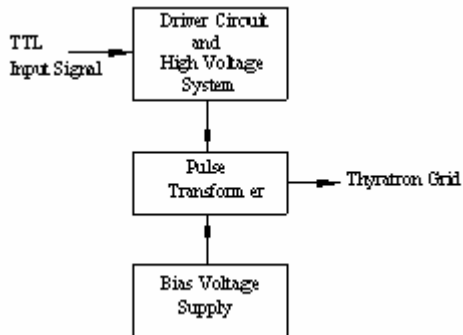 Driver Circuit
and
High Voltage
System
TTL
Input Signal
Pulse
Transformer
Thyratron Grid
Bias Voltage
Supply